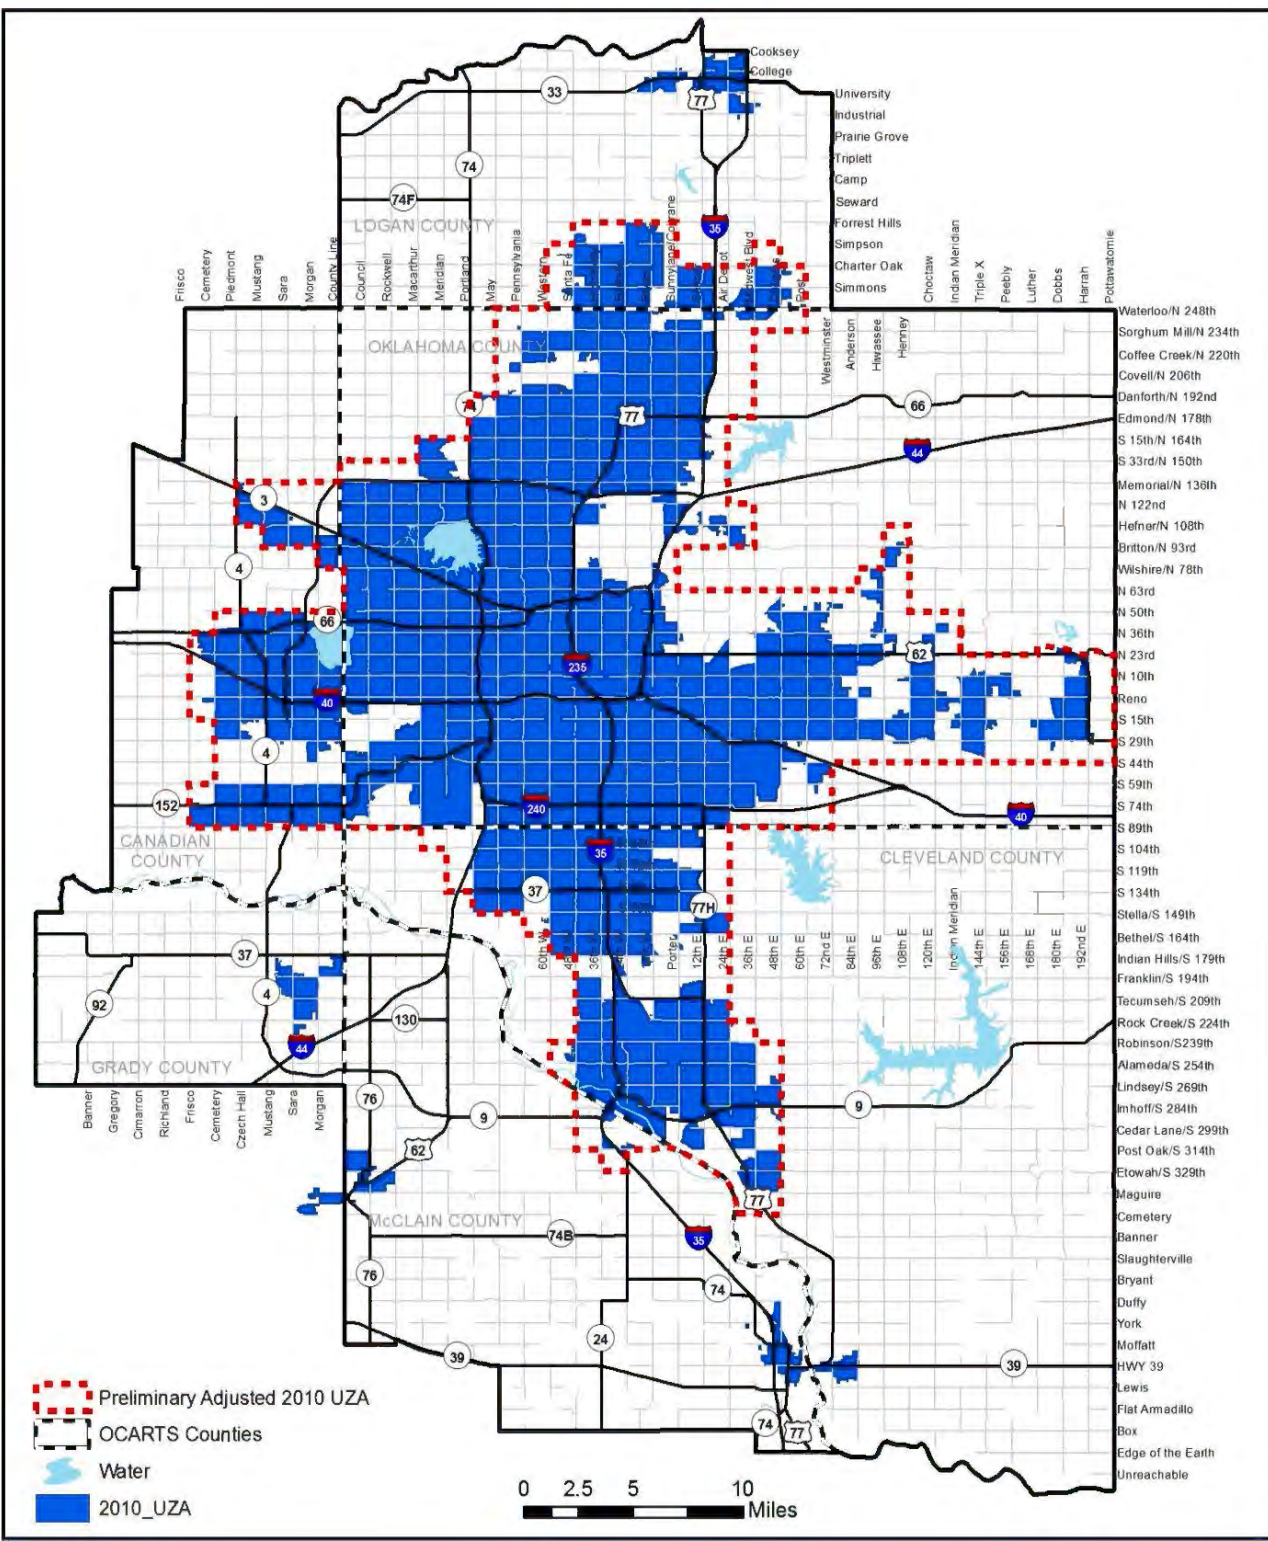 Cooksey
College
University
Industrial
Prairie Grove
Triplett
Camp
Seward
Forrest Hills
Simpson
Charter Oak
Simmons
33
77
74
74F
LOGAN COUNTY
35
Frisco
Cemetery
Piedmont
Mustang
Sara
Morgan
County Line
Council
Rockwell
Macarthur
Meridian
Portland
May
Pennsylvania
Western
Santa Fe
Sunnylane/Coltrane
Air Depot
Midwest Blvd
Post
Westminster
Anderson
Hiwassee
Henney
Choctaw
Indian Meridian
Triple X
Peebly
Luther
Dobbs
Harrah
Pottawatomie
Waterloo/N 248th
Sorghum Mill/N 234th
Coffee Creek/N 220th
Covell/N 206th
Danforth/N 192nd
Edmond/N 178th
S 15th/N 164th
S 33rd/N 150th
Memorial/N 136th
N 122nd
Hefner/N 108th
Britton/N 93rd
Wilshire/N 78th
N 63rd
N 50th
N 36th
N 23rd
N 10th
Reno
S 15th
S 29th
S 44th
S 59th
S 74th
S 89th
S 104th
S 119th
S 134th
Stella/S 149th
Bethel/S 164th
Indian Hills/S 179th
Franklin/S 194th
Tecumseh/S 209th
Rock Creek/S 224th
Robinson/S239th
Alameda/S 254th
Lindsey/S 269th
Imhoff/S 284th
Cedar Lane/S 299th
Post Oak/S 314th
Etowah/S 329th
Maguire
Cemetery
Banner
Slaughterville
Bryant
Duffy
York
Moffatt
HWY 39
Lewis
Flat Armadillo
Box
Edge of the Earth
Unreachable
OKLAHOMA COUNTY
74
77
66
44
3
4
66
62
235
40
4
152
240
40
CANADIAN
COUNTY
35
CLEVELAND COUNTY
37
77H
60th W
Porter
12th E
24th E
36th E
48th E
60th E
72nd E
84th E
96th E
108th E
120th E
Indian Meridian
144th E
156th E
168th E
180th E
192nd E
37
4
92
130
44
GRADY COUNTY
Banner
Gregory
Cimarron
Richland
Frisco
Cemetery
Czech Hall
Mustang
Sara
Morgan
76
9
9
62
77
McCLAIN COUNTY
74B
35
76
74
24
39
39
74
77
Preliminary Adjusted 2010 UZA
OCARTS Counties
Water
2010_UZA
0 2.5 5 10
Miles